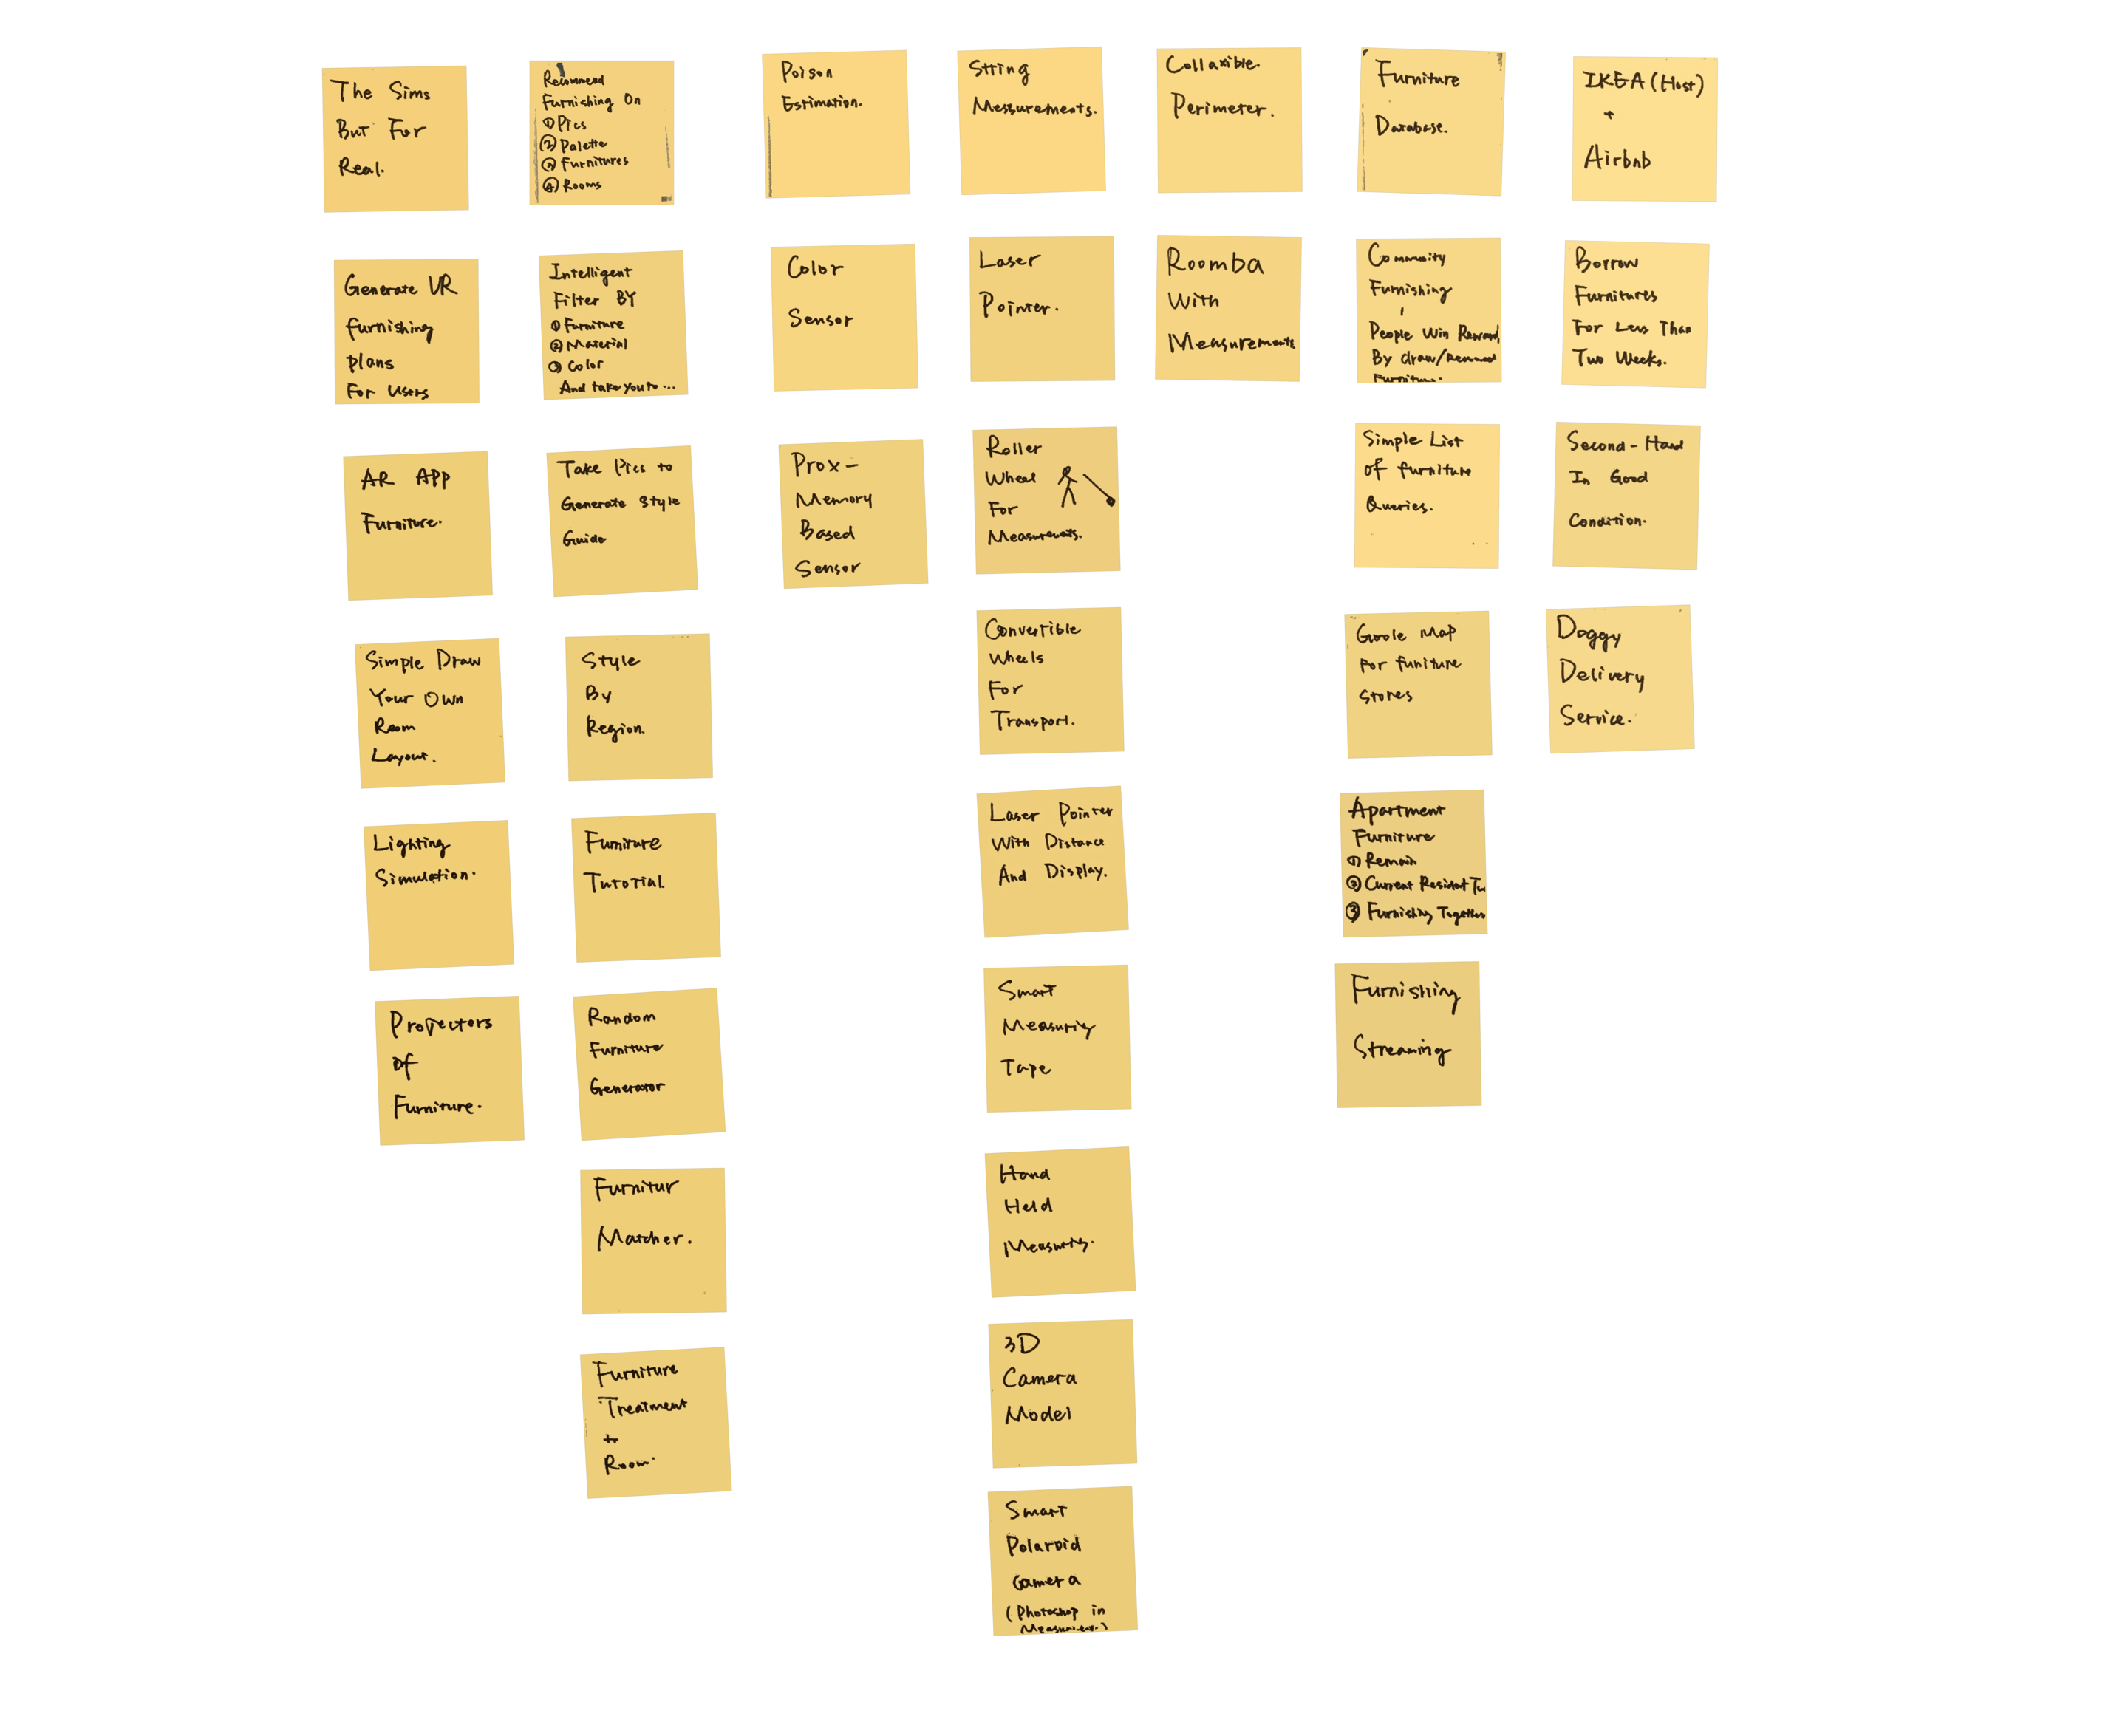 The Sims
But For
Real.
Generate VR
furnishing
plans
For Users
AR APP
Furniture.
Simple Draw
Your Own
Room
Layout.
Lighting
Simulation.
Projectors
of
Furniture.
Recommend
Furnishing On
① Pics
② Palette
③ Furnitures
④ Rooms
Intelligent
Filter BY
① Furniture
② Material
③ Color
And take you to ...
Take Pics to
Generate Style
Guide
Style
By
Region.
Furniture
Tutorial.
Random
Furniture
Generator
Furnitur
Matcher.
Furniture
Treatment
+
Room.
Poison
Estimation.
Color
Sensor
Prox-
Memory
Based
Sensor
String
Measurements.
Laser
Pointer.
Roller
Wheel
For
Measurements.
Convertible
Wheels
For
Transport.
Laser Pointer
With Distance
And Display.
Smart
Measuring
Tape
Hand
Held
Measuring.
3D
Camera
Model
Smart
Polaroid
Camera
(Photoshop in
Collaxible.
Perimeter.
Roomba
With
Measurements
Furniture
Database.
Commuity
Furnishing
People Win Reward
By draw/
Furniture.
Simple List
of furniture
Queries.
Goole Map
For funiture
stores
Apartment
Furniture
① Remain
② Current Resident
③ Furnishing Together
Furnishing
Streaming
IKEA (Host)
+
Airbnb
Borrow
Furnitures
For Less Than
Two Weeks.
Second-Hand
In Good
Condition.
Doggy
Delivery
Service.